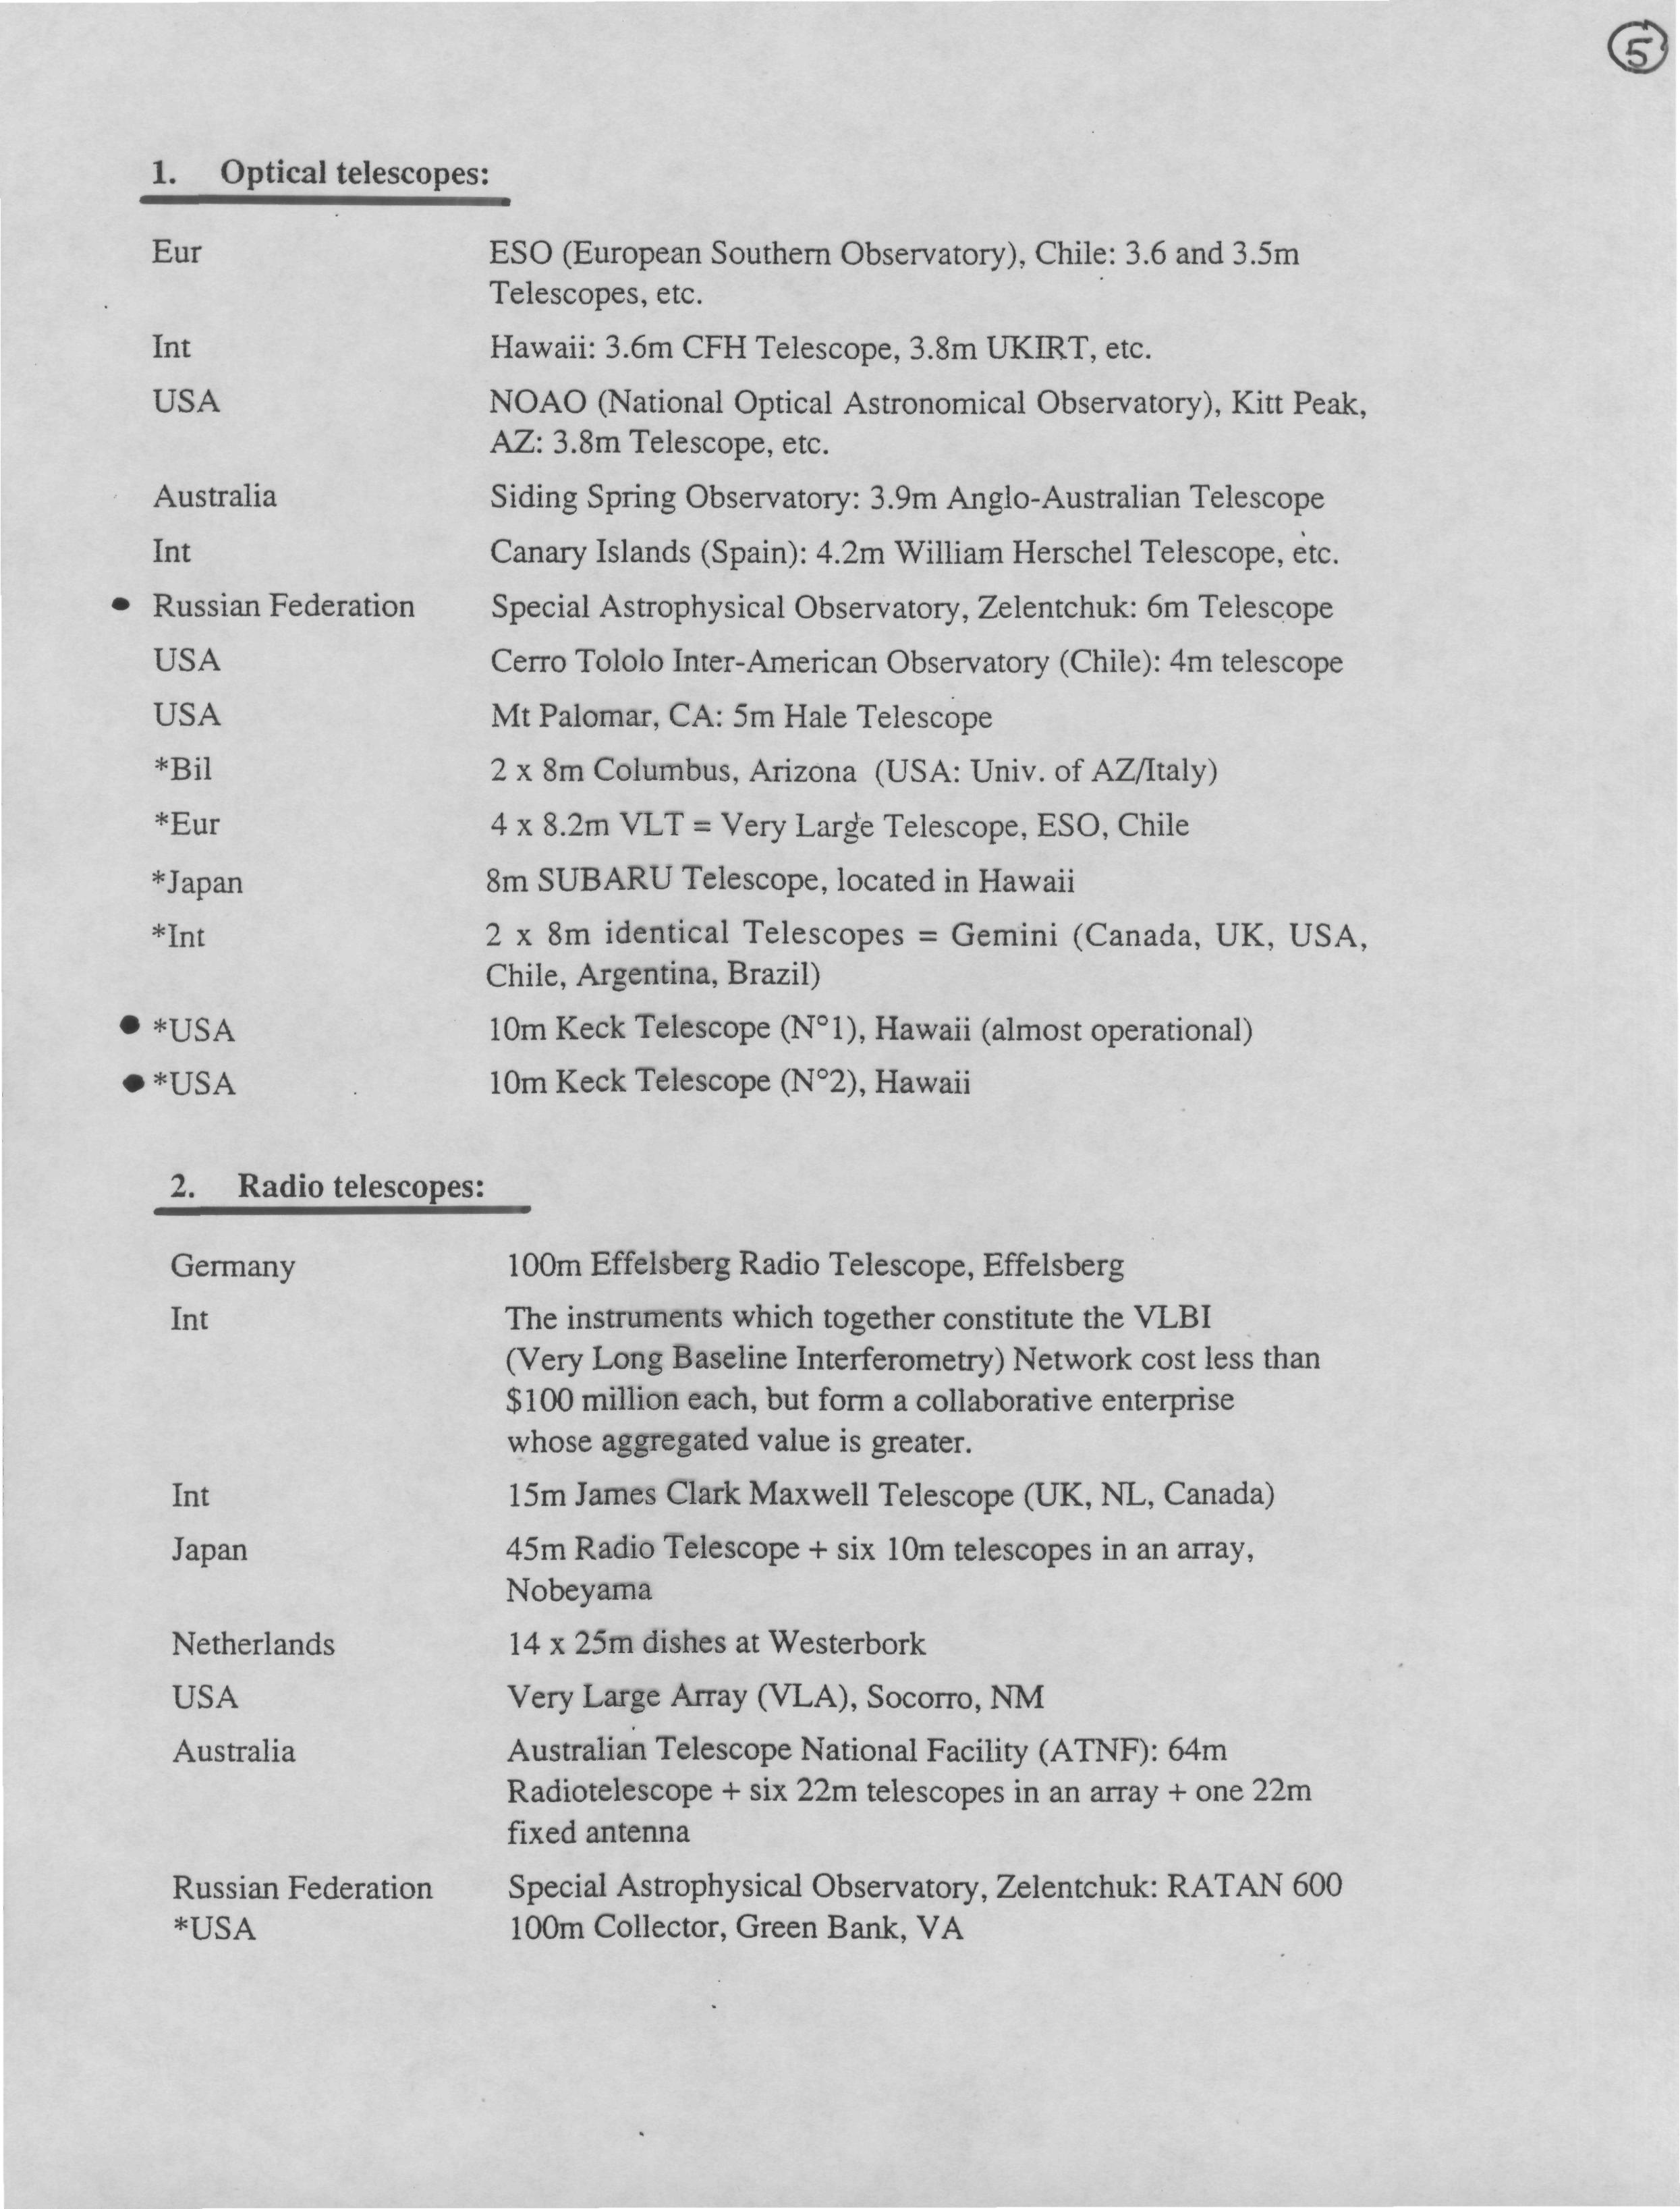 5
1. Optical telescopes:
Eur ESO (European Southern Observatory), Chile: 3.6 and 3.5m
Telescopes, etc.
Int Hawaii: 3.6m CFH Telescope, 3.8m UKIRT, etc.
USA NOAO (National Optical Astronomical Observatory), Kitt Peak,
AZ: 3.8m Telescope, etc.
Australia Siding Spring Observatory: 3.9m Anglo-Australian Telescope
Int Canary Islands (Spain): 4.2m William Herschel Telescope, etc.
• Russian Federation Special Astrophysical Observatory, Zelentchuk: 6m Telescope
USA Cerro Tololo Inter-American Observatory (Chile): 4m telescope
USA Mt Palomar, CA: 5m Hale Telescope
*Bil 2 x 8m Columbus, Arizona (USA: Univ. of AZ/Italy)
*Eur 4 x 8.2m VLT = Very Large Telescope, ESO, Chile
*Japan 8m SUBARU Telescope, located in Hawaii
*Int 2 x 8m identical Telescopes = Gemini (Canada, UK, USA,
Chile, Argentina, Brazil)
• *USA 10m Keck Telescope (N°1), Hawaii (almost operational)
• *USA 10m Keck Telescope (N°2), Hawaii
2. Radio telescopes:
Germany 100m Effelsberg Radio Telescope, Effelsberg
Int The instruments which together constitute the VLBI
(Very Long Baseline Interferometry) Network cost less than
$100 million each, but form a collaborative enterprise
whose aggregated value is greater.
Int 15m James Clark Maxwell Telescope (UK, NL, Canada)
Japan 45m Radio Telescope + six 10m telescopes in an array,
Nobeyama
Netherlands 14 x 25m dishes at Westerbork
USA Very Large Array (VLA), Socorro, NM
Australia Australian Telescope National Facility (ATNF): 64m
Radiotelescope + six 22m telescopes in an array + one 22m
fixed antenna
Russian Federation Special Astrophysical Observatory, Zelentchuk: RATAN 600
*USA 100m Collector, Green Bank, VA